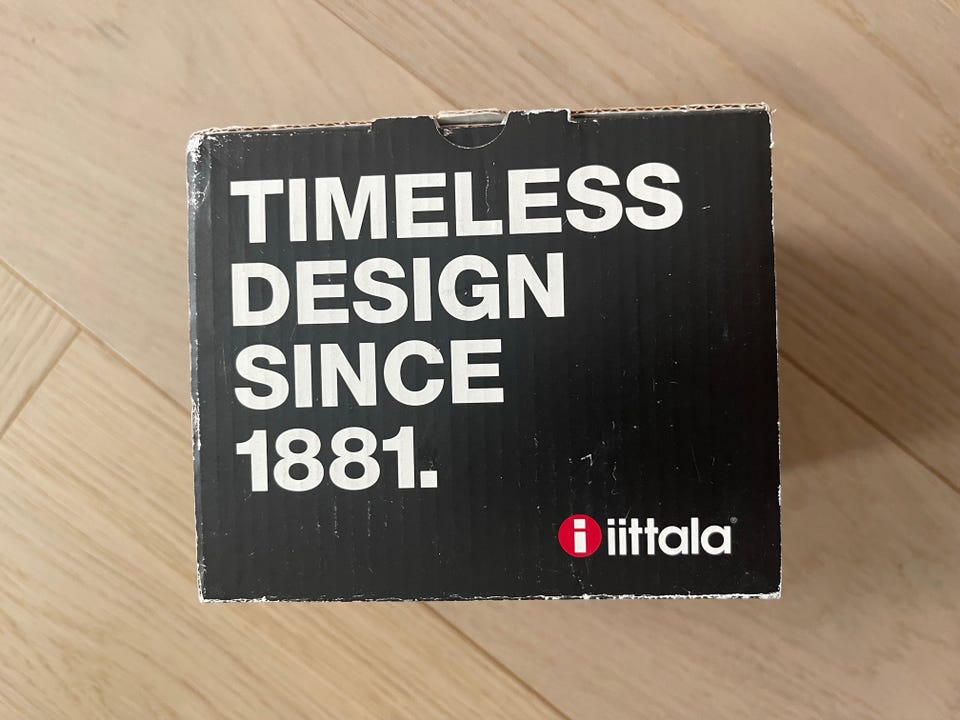 TIMELESS
DESIGN
SINCE
1881.
i iittala®